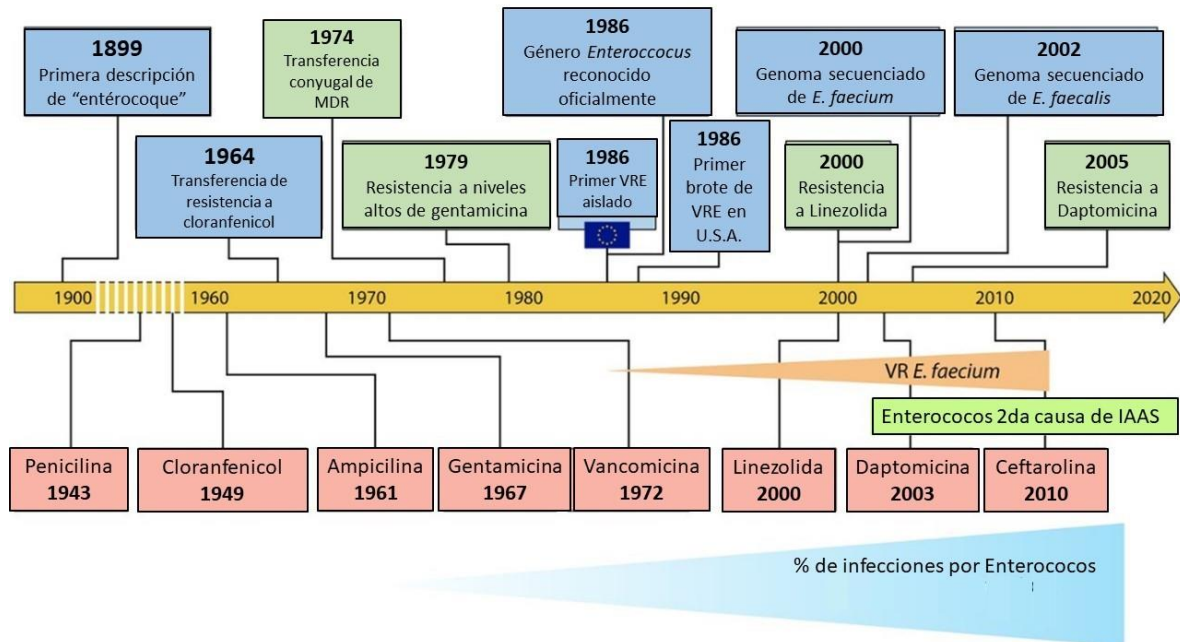 1899
Primera descripción
de “entérocoque”
1974
Transferencia
conyugal de
MDR
1986
Género Enteroccocus
reconocido
oficialmente
2000
Genoma secuenciado
de E. faecium
2002
Genoma secuenciado
de E. faecalis
1964
Transferencia de
resistencia a
cloranfenicol
1979
Resistencia a niveles
altos de gentamicina
1986
Primer VRE
aislado
1986
Primer
brote de
VRE en
U.S.A.
2000
Resistencia
a Linezolida
2005
Resistencia a
Daptomicina
1900 1960 1970 1980 1990 2000 2010 2020
VR E. faecium
Enterococos 2da causa de IAAS
Penicilina
1943
Cloranfenicol
1949
Ampicilina
1961
Gentamicina
1967
Vancomicina
1972
Linezolida
2000
Daptomicina
2003
Ceftarolina
2010
% de infecciones por Enterococos